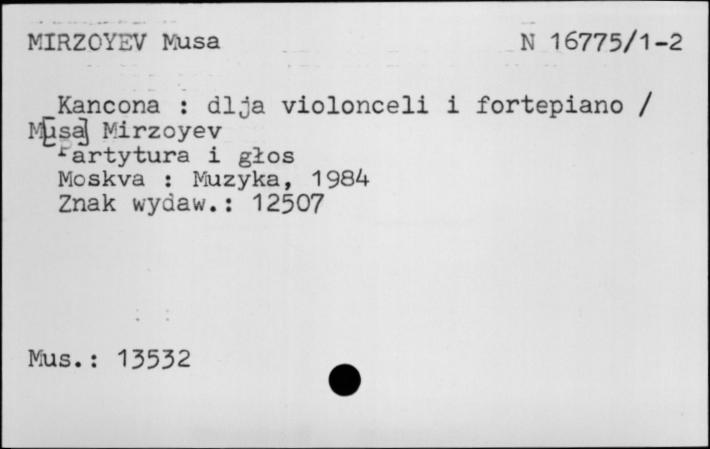 MIRZOYEV Musa N 16775/1-2
Kancona : dlja violonceli i fortepiano /
M[usa] Mirzoyev
Partytura i głos
Moskva : Muzyka, 1984
Znak wydaw.: 12507
Mus.: 13532